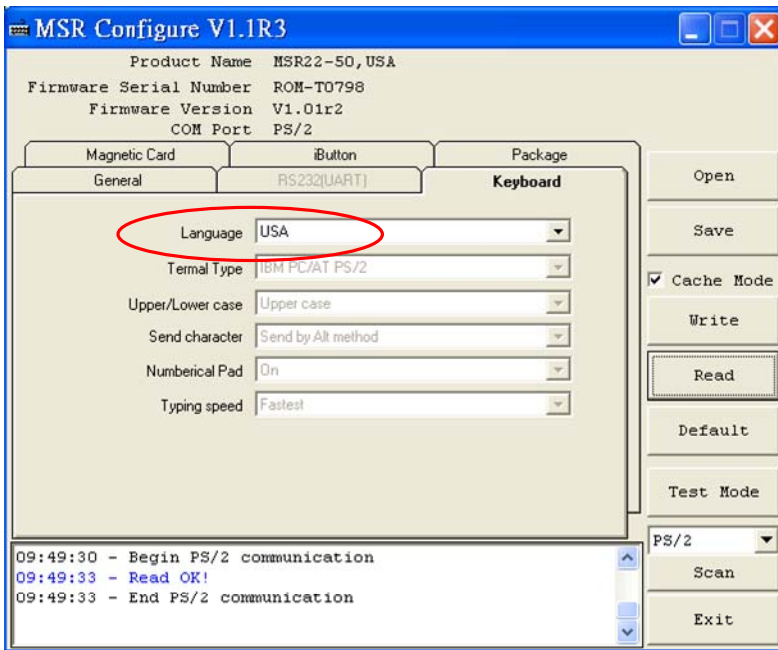 MSR Configure V1.1R3
Product Name MSR22-50,USA
Firmware Serial Number ROM-T0798
Firmware Version V1.01r2
COM Port PS/2
Magnetic Card iButton Package
General RS232(UART) Keyboard
Language USA
Termal Type IBM PC/AT PS/2
Upper/Lower case Upper case
Send character Send by Alt method
Numberical Pad On
Typing speed Fastest
Open
Save
Cache Mode
Write
Read
Default
Test Mode
PS/2
Scan
Exit
09:49:30 - Begin PS/2 communication
09:49:33 - Read OK!
09:49:33 - End PS/2 communication